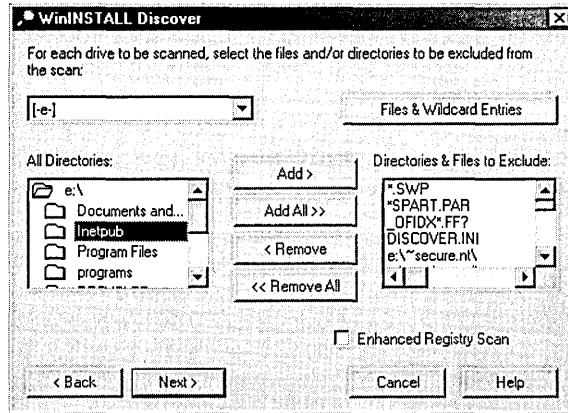 WinINSTALL Discover
For each drive to be scanned, select the files and/or directories to be excluded from
the scan:
[-e-]
Files & Wildcard Entries
All Directories:
e:\
Documents and...
Inetpub
Program Files
programs
Add >
Add All >>
< Remove
<< Remove All
Directories & Files to Exclude:
*.SWP
*SPART.PAR
_OFIDX*.FF?
DISCOVER.INI
e:\~secure.nt\
Enhanced Registry Scan
< Back
Next >
Cancel
Help